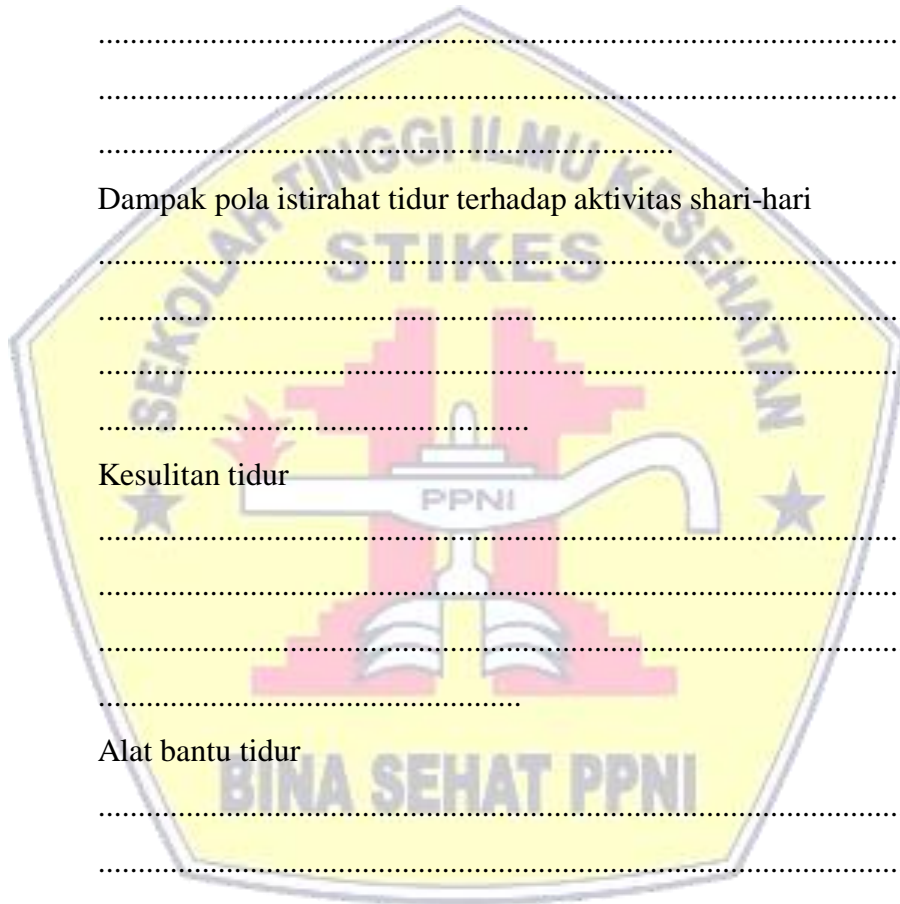 ................................................................................................................
................................................................................................................
................................................................................
Dampak pola istirahat tidur terhadap aktivitas shari-hari
................................................................................................................
................................................................................................................
................................................................................................................
............................................................
Kesulitan tidur
................................................................................................................
................................................................................................................
................................................................................................................
...........................................................
Alat bantu tidur
................................................................................................................
................................................................................................................
SEKOLAH TINGGI ILMU KESEHATAN
STIKES
PPNI
BINA SEHAT PPNI